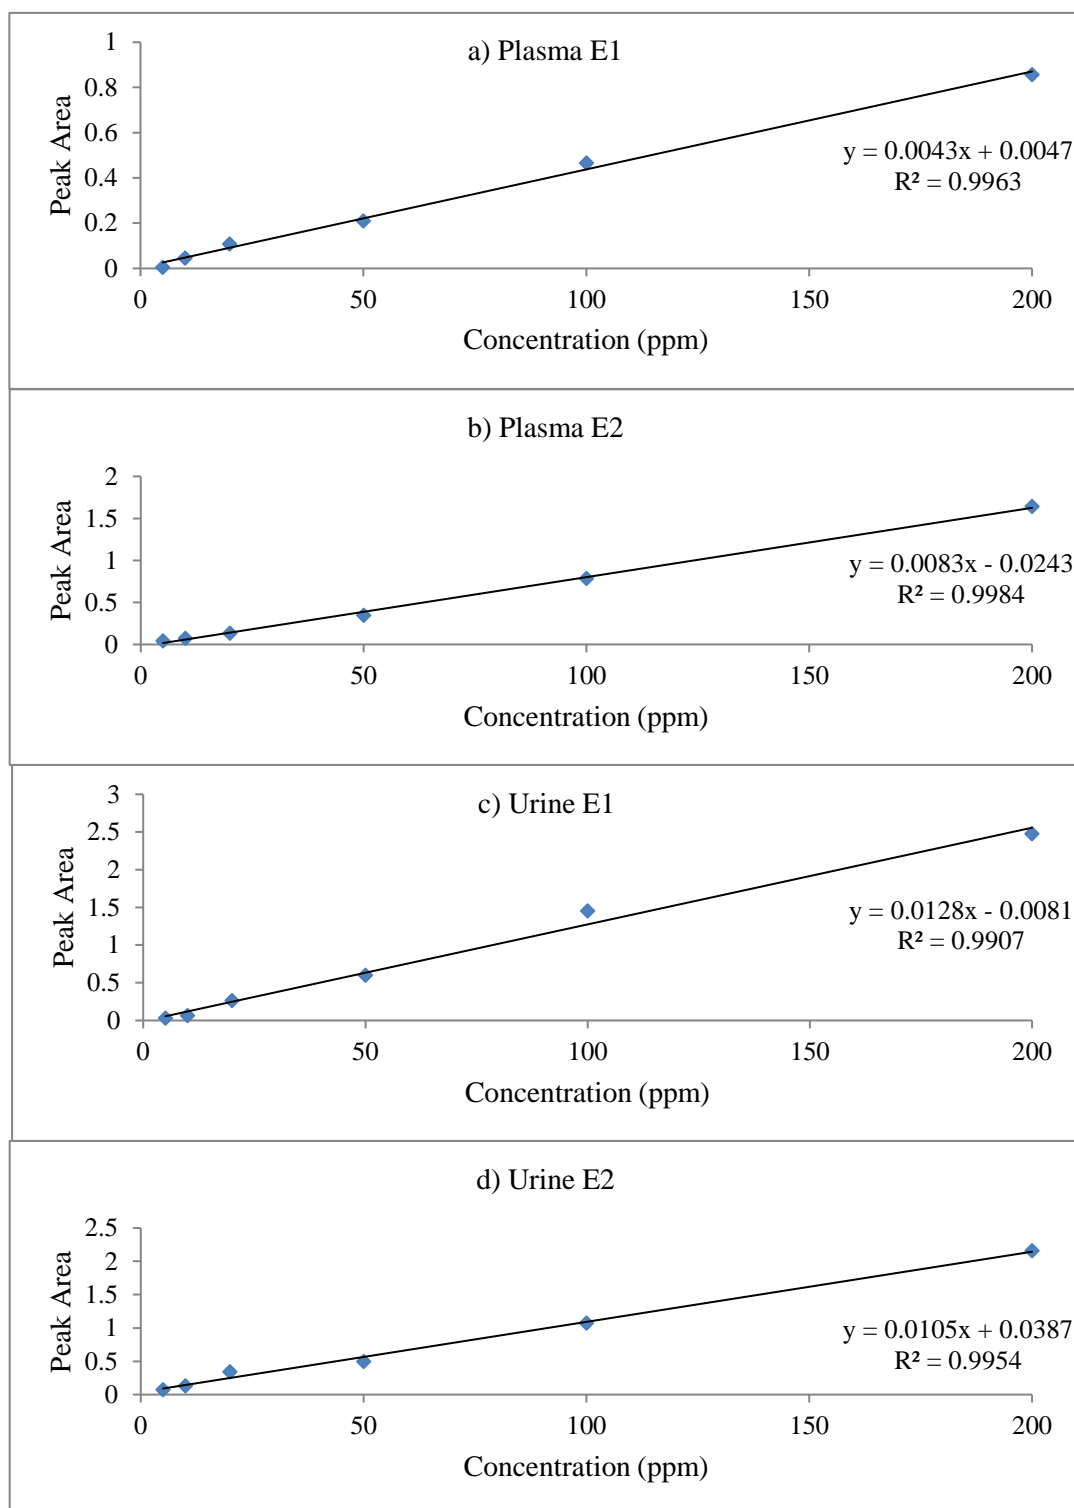 a) Plasma E1
1
0.8
0.6
0.4
0.2
0
Peak Area
y = 0.0043x + 0.0047
R² = 0.9963
0 50 100 150 200
Concentration (ppm)
b) Plasma E2
2
1.5
1
0.5
0
Peak Area
y = 0.0083x - 0.0243
R² = 0.9984
0 50 100 150 200
Concentration (ppm)
c) Urine E1
3
2.5
2
1.5
1
0.5
0
Peak Area
y = 0.0128x - 0.0081
R² = 0.9907
0 50 100 150 200
Concentration (ppm)
d) Urine E2
2.5
2
1.5
1
0.5
0
Peak Area
y = 0.0105x + 0.0387
R² = 0.9954
0 50 100 150 200
Concentration (ppm)